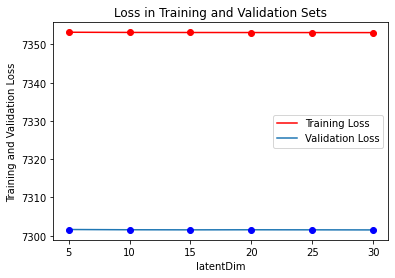 Loss in Training and Validation Sets
Training and Validation Loss
7350
7340
7330
7320
7310
7300
Training Loss
Validation Loss
5 10 15 20 25 30
latentDim